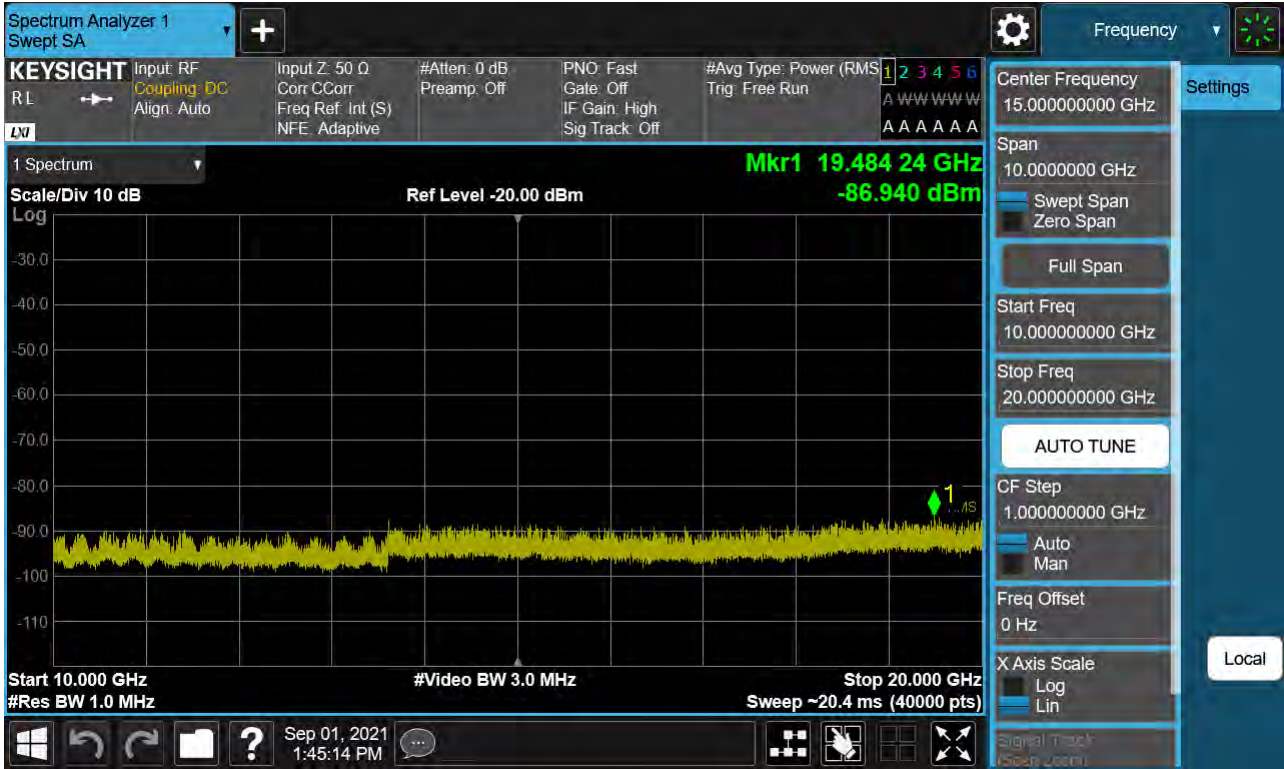 Spectrum Analyzer 1
Swept SA
Frequency
KEYSIGHT
RL
LXI
Input: RF
Coupling: DC
Align: Auto
Input Z: 50 Ω
Corr CCorr
Freq Ref: Int (S)
NFE: Adaptive
#Atten: 0 dB
Preamp: Off
PNO: Fast
Gate: Off
IF Gain: High
Sig Track: Off
#Avg Type: Power (RMS
Trig: Free Run
1 2 3 4 5 6
A W W W W W
A A A A A A
1 Spectrum
Mkr1 19.484 24 GHz
-86.940 dBm
Scale/Div 10 dB
Ref Level -20.00 dBm
Log
-30.0
-40.0
-50.0
-60.0
-70.0
-80.0
-90.0
-100
-110
1
Start 10.000 GHz
#Video BW 3.0 MHz
Stop 20.000 GHz
#Res BW 1.0 MHz
Sweep ~20.4 ms (40000 pts)
Sep 01, 2021
1:45:14 PM
?
Center Frequency
15.000000000 GHz
Span
10.0000000 GHz
Swept Span
Zero Span
Full Span
Start Freq
10.000000000 GHz
Stop Freq
20.000000000 GHz
AUTO TUNE
CF Step
1.000000000 GHz
Auto
Man
Freq Offset
0 Hz
X Axis Scale
Log
Lin
Signal Track
(Span Zoom)
Settings
Local